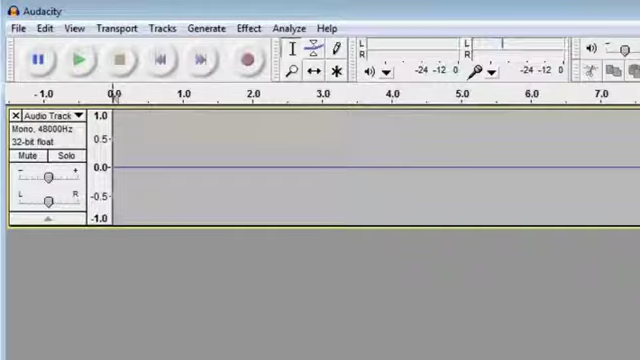 Audacity
File Edit View Transport Tracks Generate Effect Analyze Help
L
R
L
R
-24 -12 0
-24 -12 0
-1.0 0.0 1.0 2.0 3.0 4.0 5.0 6.0 7.0
Audio Track
Mono, 48000Hz
32-bit float
Mute Solo
- +
L R
1.0
0.5
0.0
-0.5
-1.0